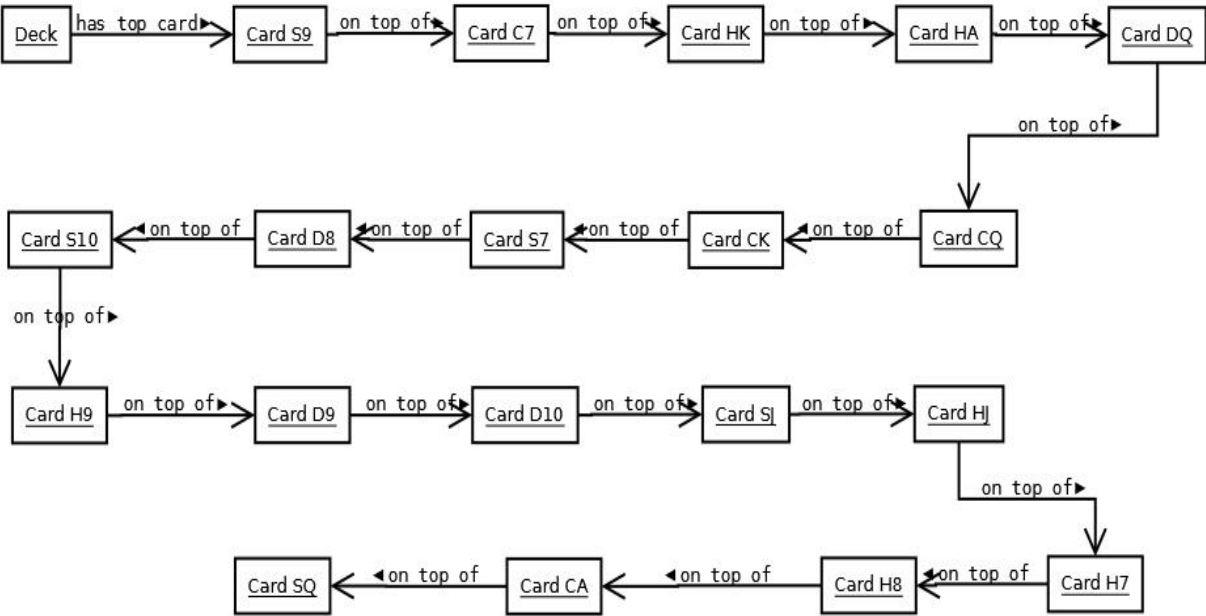 Deck has top card▶ Card S9 on top of▶ Card C7 on top of▶ Card HK on top of▶ Card HA on top of▶ Card DQ
on top of▶
Card S10 ◀on top of Card D8 ◀on top of Card S7 ◀on top of Card CK ◀on top of Card CQ
on top of▶
Card H9 on top of▶ Card D9 on top of▶ Card D10 on top of▶ Card SJ on top of▶ Card HJ
on top of▶
Card SQ ◀on top of Card CA ◀on top of Card H8 ◀on top of Card H7